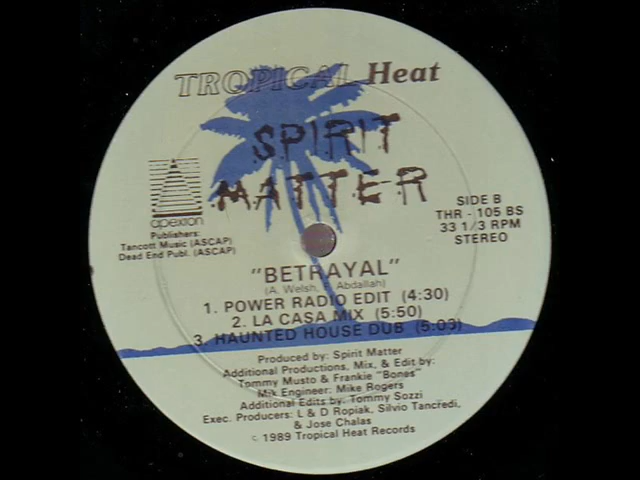 TROPICAL Heat
SPIRIT
MATTER
apexton
Publishers:
Tancott Music (ASCAP)
Dead End Publ. (ASCAP)
SIDE B
THR - 105 BS
33 1/3 RPM
STEREO
"BETRAYAL"
(A. Welsh, Abdallah)
1. POWER RADIO EDIT (4:30)
2. LA CASA MIX (5:50)
3. HAUNTED HOUSE DUB (5:03)
Produced by: Spirit Matter
Additional Productions, Mix, & Edit by:
Tommy Musto & Frankie "Bones"
Mix Engineer: Mike Rogers
Additional Edits by: Tommy Sozzi
Exec. Producers: L & D Ropiak, Silvio Tancredi,
& Jose Chalas
c 1989 Tropical Heat Records